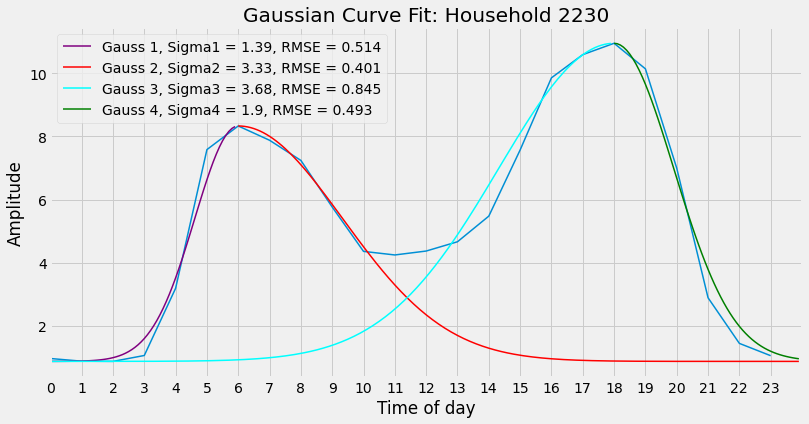 Gaussian Curve Fit: Household 2230
Gauss 1, Sigma1 = 1.39, RMSE = 0.514
Gauss 2, Sigma2 = 3.33, RMSE = 0.401
Gauss 3, Sigma3 = 3.68, RMSE = 0.845
Gauss 4, Sigma4 = 1.9, RMSE = 0.493
Amplitude
10
8
6
4
2
0 1 2 3 4 5 6 7 8 9 10 11 12 13 14 15 16 17 18 19 20 21 22 23
Time of day